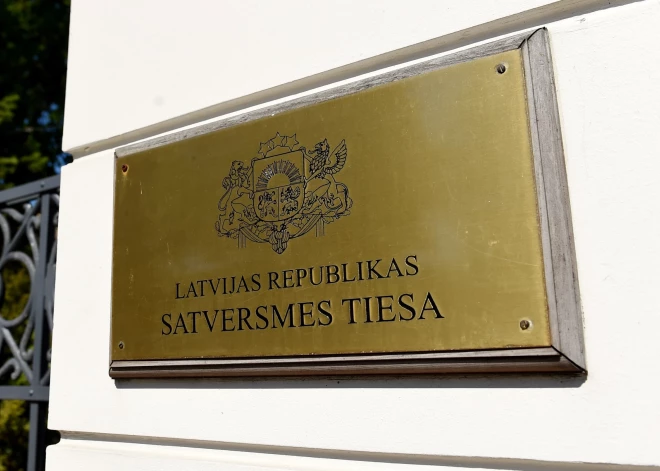 LATVIJAS REPUBLIKAS
SATVERSMES TIESA